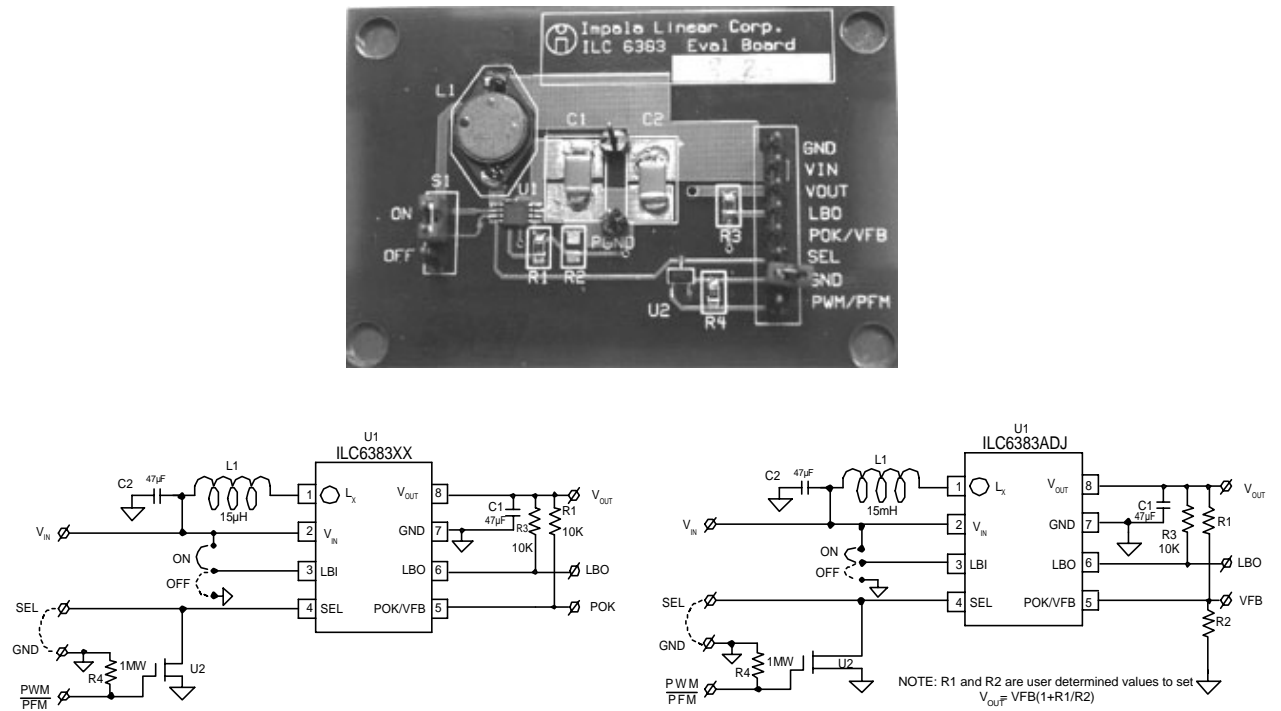 Impala Linear Corp.
ILC 6383 Eval Board
L1
C1
C2
GND
VIN
VOUT
LBO
POK/VFB
SEL
GND
PWM/PFM
S1
ON
OFF
U1
PGND
R1
R2
R3
U2
R4
U1
ILC6383XX
C2
47µF
L1
15µH
1
LX
VOUT
8
VOUT
C1
47µF
R3
10K
R1
10K
VIN
2
VIN
GND
7
ON
OFF
3
LBI
LBO
6
LBO
SEL
4
SEL
POK/VFB
5
POK
GND
R4
1MW
U2
PWM
PFM
U1
ILC6383ADJ
C2
47µF
L1
15mH
1
LX
VOUT
8
VOUT
C1
47µF
R3
10K
R1
VIN
2
VIN
GND
7
ON
OFF
3
LBI
LBO
6
LBO
SEL
4
SEL
POK/VFB
5
VFB
R2
GND
R4
1MW
U2
PWM
PFM
NOTE: R1 and R2 are user determined values to set
VOUT= VFB(1+R1/R2)